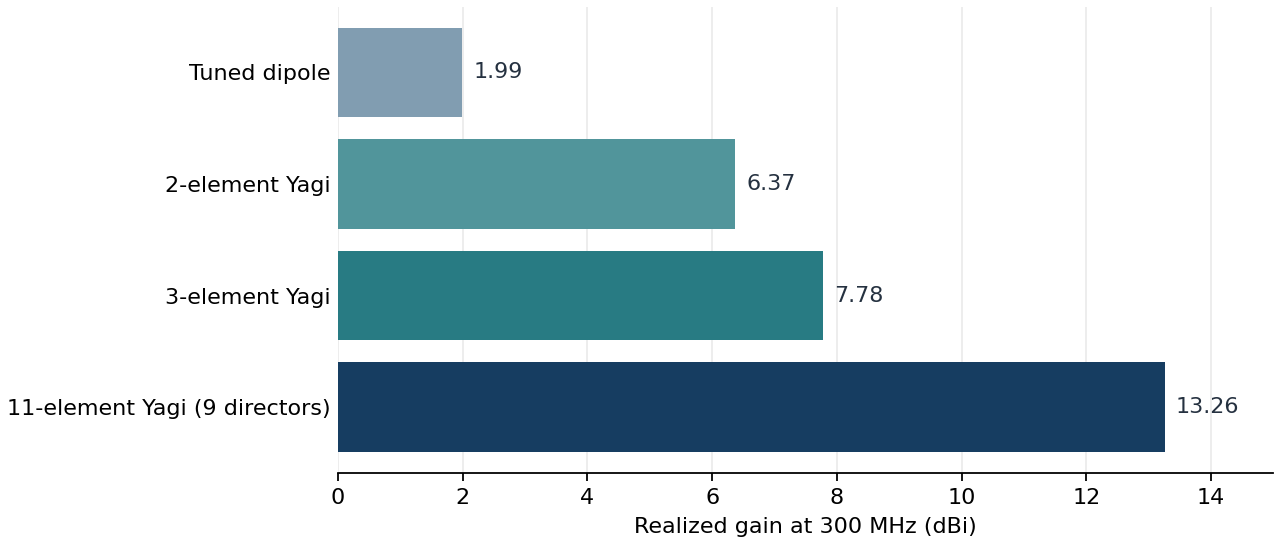 Tuned dipole
1.99
2-element Yagi
6.37
3-element Yagi
7.78
11-element Yagi (9 directors)
13.26
0 2 4 6 8 10 12 14
Realized gain at 300 MHz (dBi)